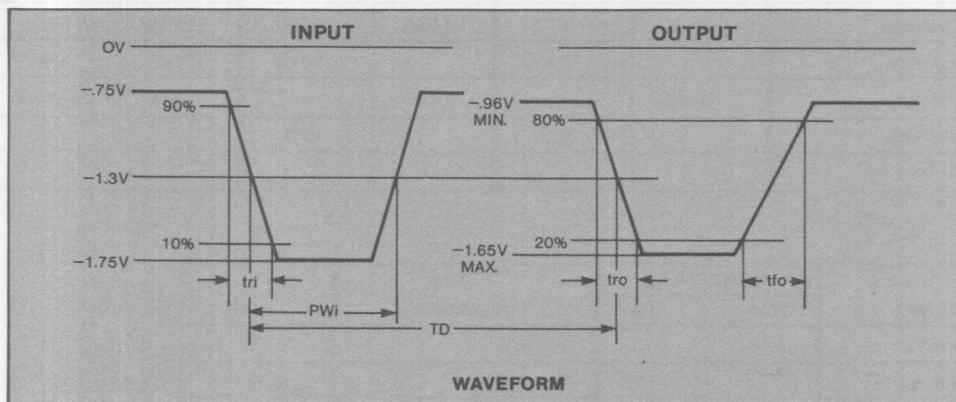 INPUT
OUTPUT
OV
-.75V
90%
-1.3V
10%
-1.75V
tri
PWi
TD
-.96V
MIN.
80%
20%
-1.65V
MAX.
tro
tfo
WAVEFORM